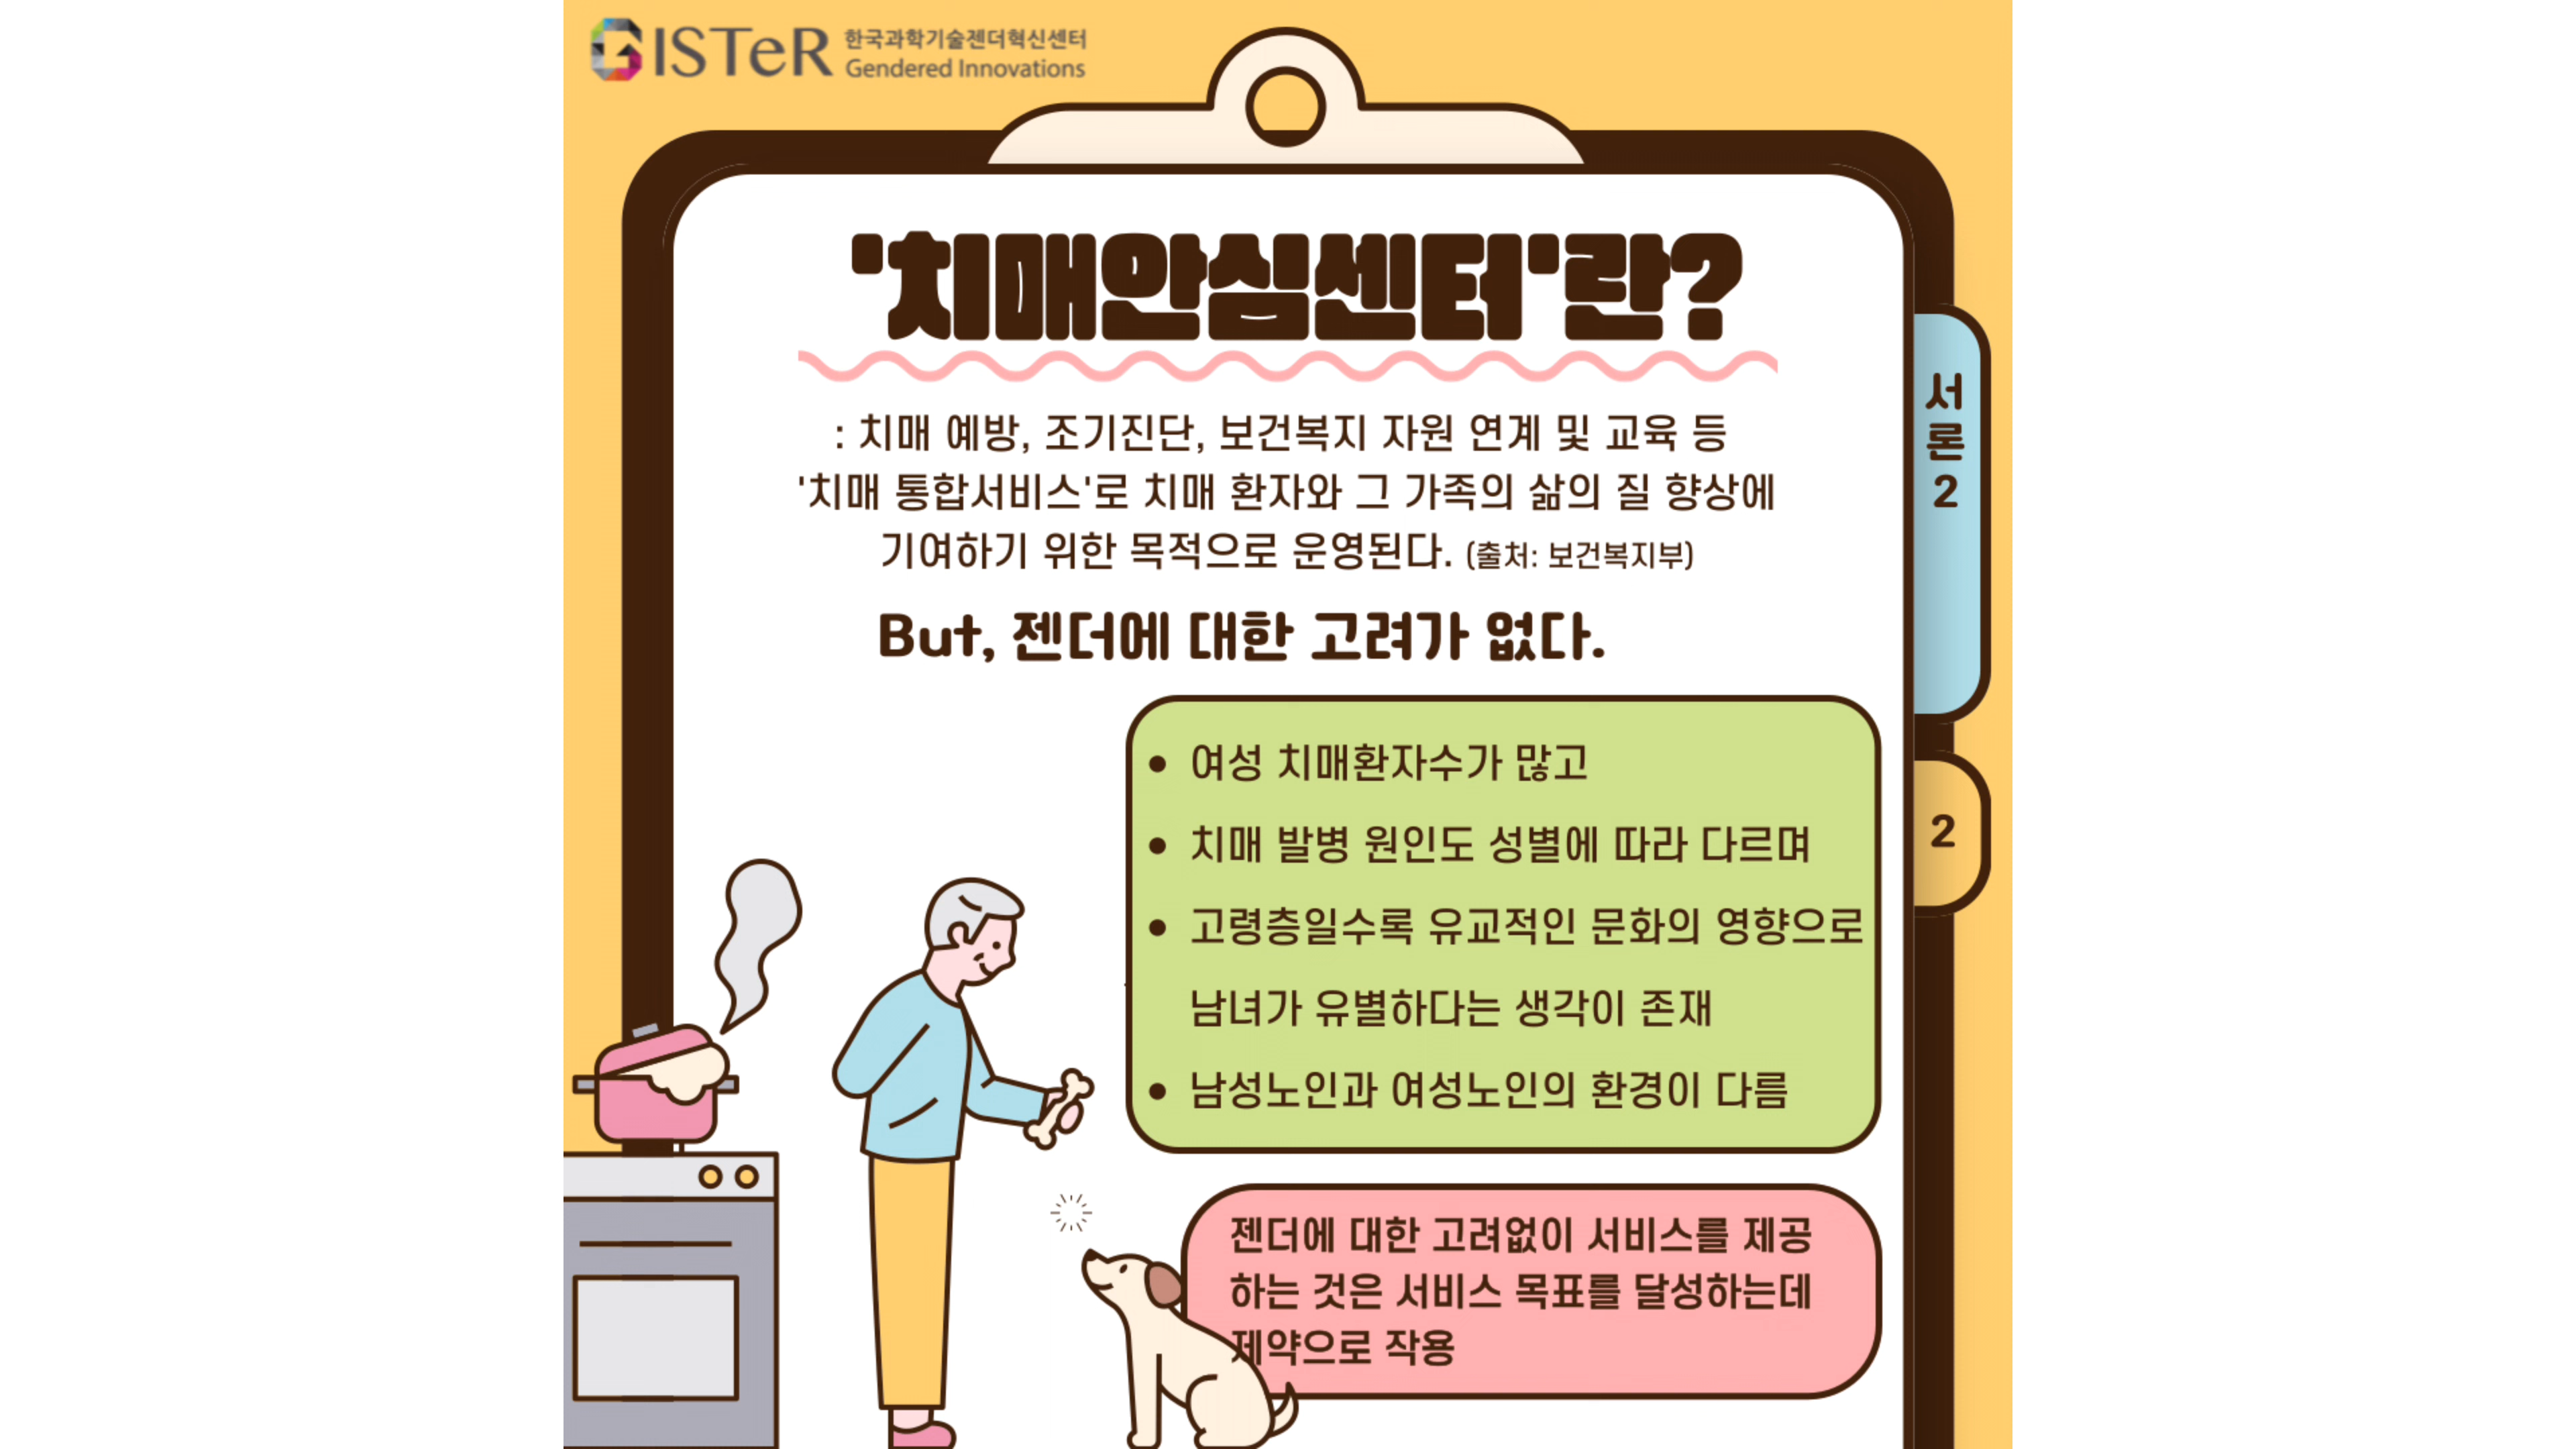 GISTeR 한국과학기술젠더혁신센터
Gendered Innovations
'치매안심센터'란?
: 치매 예방, 조기진단, 보건복지 자원 연계 및 교육 등
'치매 통합서비스'로 치매 환자와 그 가족의 삶의 질 향상에
기여하기 위한 목적으로 운영된다. (출처: 보건복지부)
But, 젠더에 대한 고려가 없다.
• 여성 치매환자수가 많고
• 치매 발병 원인도 성별에 따라 다르며
• 고령층일수록 유교적인 문화의 영향으로
남녀가 유별하다는 생각이 존재
• 남성노인과 여성노인의 환경이 다름
젠더에 대한 고려없이 서비스를 제공
하는 것은 서비스 목표를 달성하는데
제약으로 작용
서
론
2
2